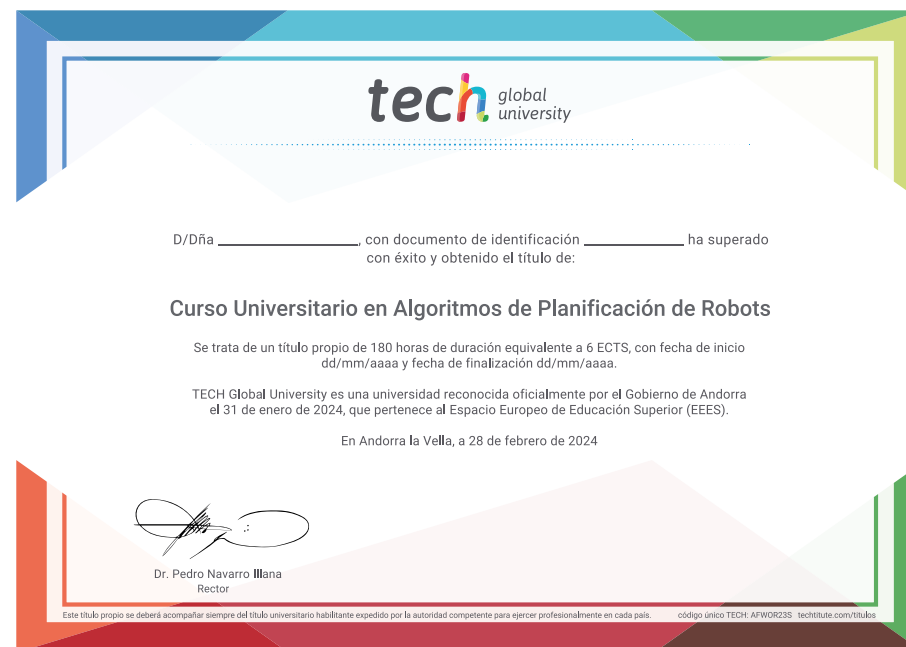 tech global university
D/Dña ____________________, con documento de identificación ______________ ha superado
con éxito y obtenido el título de:
Curso Universitario en Algoritmos de Planificación de Robots
Se trata de un título propio de 180 horas de duración equivalente a 6 ECTS, con fecha de inicio
dd/mm/aaaa y fecha de finalización dd/mm/aaaa.
TECH Global University es una universidad reconocida oficialmente por el Gobierno de Andorra
el 31 de enero de 2024, que pertenece al Espacio Europeo de Educación Superior (EEES).
En Andorra la Vella, a 28 de febrero de 2024
Dr. Pedro Navarro Illana
Rector
Este título propio se deberá acompañar siempre del título universitario habilitante expedido por la autoridad competente para ejercer profesionalmente en cada país. código único TECH: AFWOR23S techtitute.com/titulos